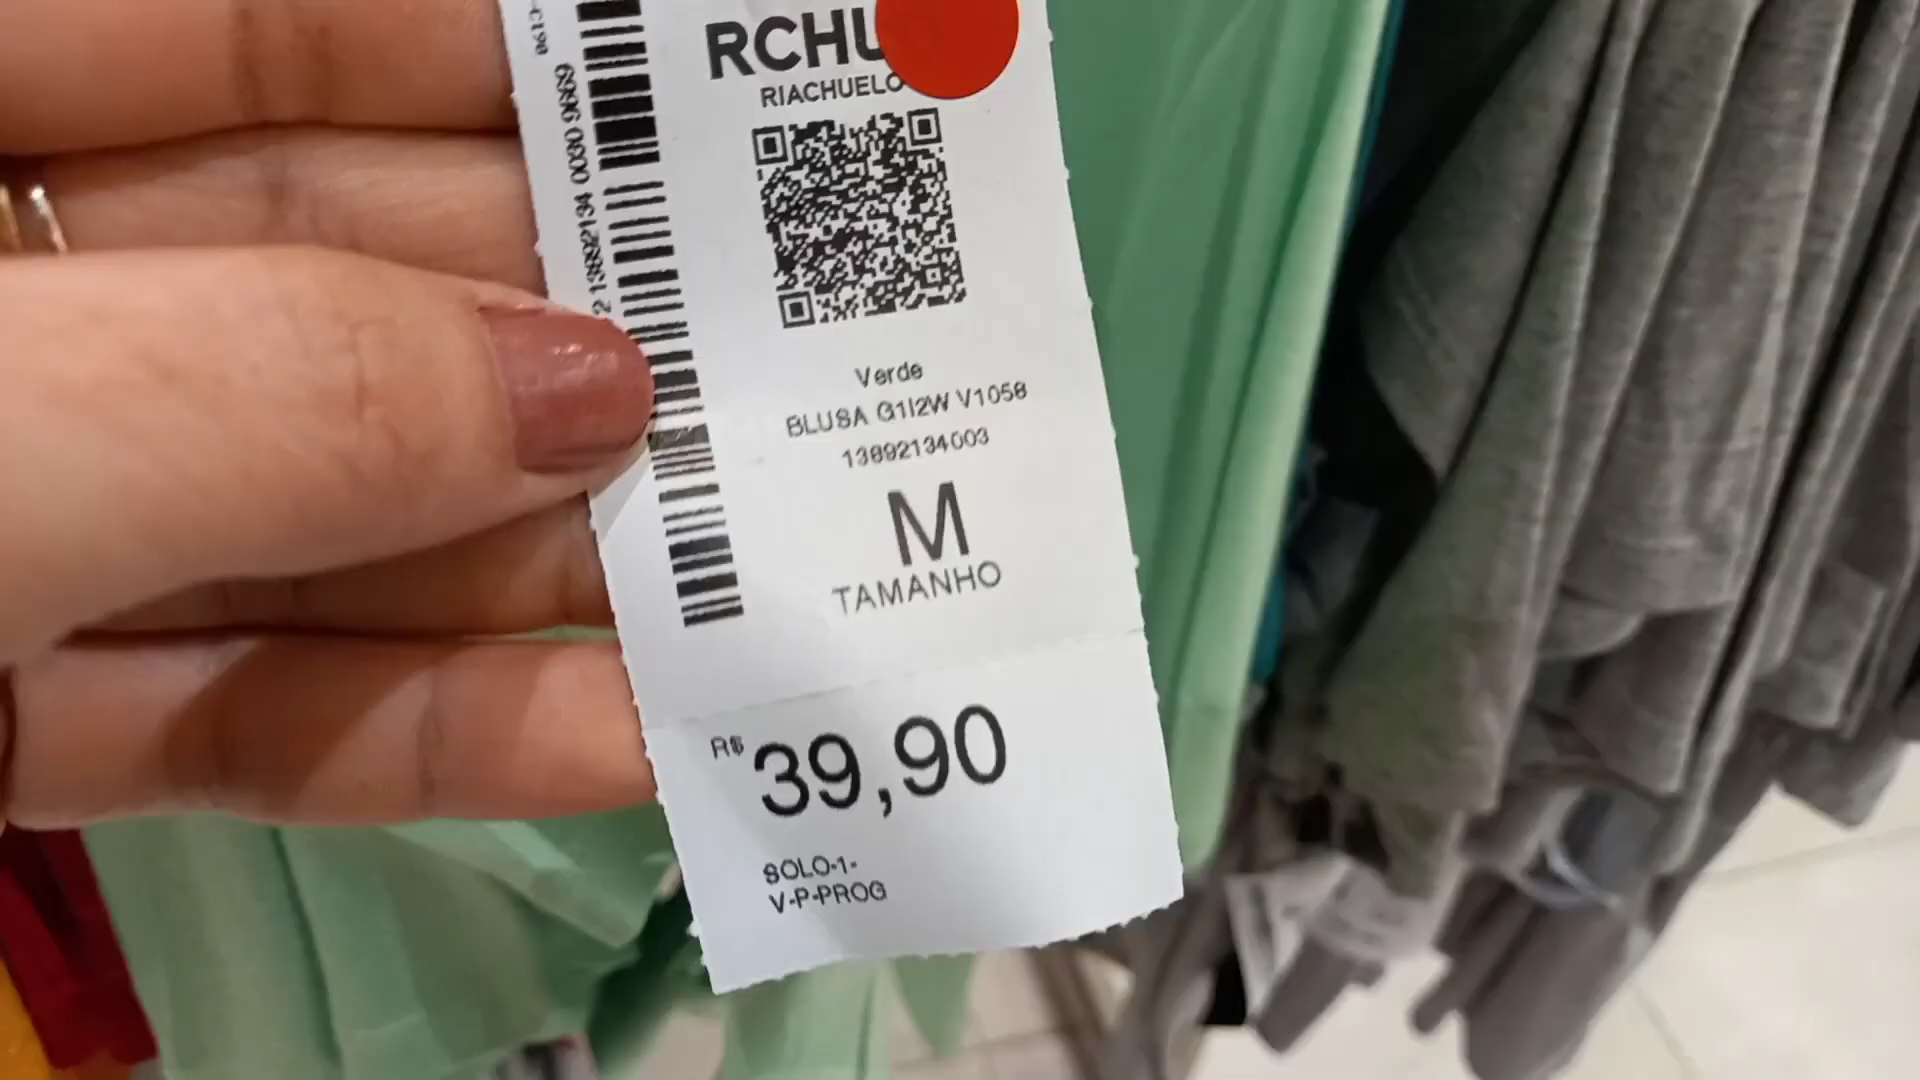 RCHU
RIACHUELO
Verde
BLUSA G1I2W V1058
13892134003
M
TAMANHO
R$ 39,90
SOLO-1-
V-P-PROG